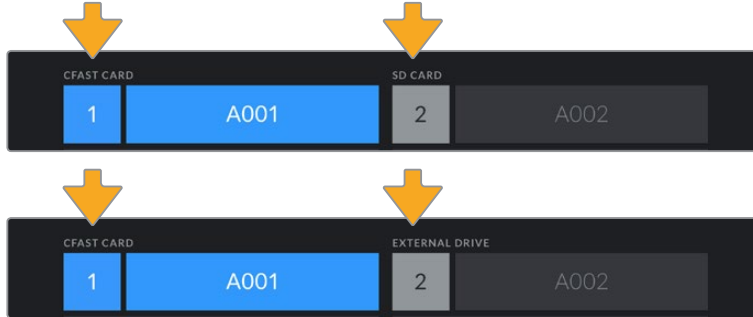 CFAST CARD SD CARD
1 A001 2 A002
CFAST CARD EXTERNAL DRIVE
1 A001 2 A002